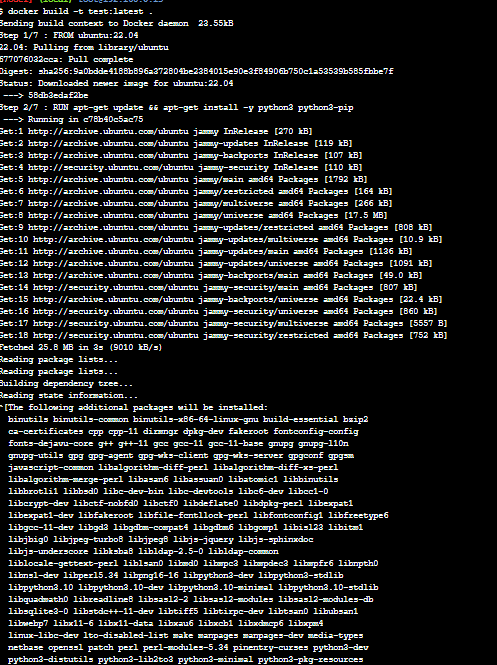 $ docker build -t test:latest .
Sending build context to Docker daemon  23.55kB
Step 1/7 : FROM ubuntu:22.04
22.04: Pulling from library/ubuntu
677076032cca: Pull complete
Digest: sha256:9a0bdde4188b896a372804be2384015e90e3f84906b750c1a53539b585fbbe7f
Status: Downloaded newer image for ubuntu:22.04
 ---> 58db3edaf2be
Step 2/7 : RUN apt-get update && apt-get install -y python3 python3-pip
 ---> Running in c78b40c5ac75
Get:1 http://archive.ubuntu.com/ubuntu jammy InRelease [270 kB]
Get:2 http://archive.ubuntu.com/ubuntu jammy-updates InRelease [119 kB]
Get:3 http://archive.ubuntu.com/ubuntu jammy-backports InRelease [107 kB]
Get:4 http://security.ubuntu.com/ubuntu jammy-security InRelease [110 kB]
Get:5 http://archive.ubuntu.com/ubuntu jammy/main amd64 Packages [1792 kB]
Get:6 http://archive.ubuntu.com/ubuntu jammy/restricted amd64 Packages [164 kB]
Get:7 http://archive.ubuntu.com/ubuntu jammy/multiverse amd64 Packages [266 kB]
Get:8 http://archive.ubuntu.com/ubuntu jammy/universe amd64 Packages [17.5 MB]
Get:9 http://archive.ubuntu.com/ubuntu jammy-updates/restricted amd64 Packages [808 kB]
Get:10 http://archive.ubuntu.com/ubuntu jammy-updates/multiverse amd64 Packages [10.9 kB]
Get:11 http://archive.ubuntu.com/ubuntu jammy-updates/main amd64 Packages [1136 kB]
Get:12 http://archive.ubuntu.com/ubuntu jammy-updates/universe amd64 Packages [1091 kB]
Get:13 http://archive.ubuntu.com/ubuntu jammy-backports/main amd64 Packages [49.0 kB]
Get:14 http://security.ubuntu.com/ubuntu jammy-security/main amd64 Packages [807 kB]
Get:15 http://archive.ubuntu.com/ubuntu jammy-backports/universe amd64 Packages [22.4 kB]
Get:16 http://security.ubuntu.com/ubuntu jammy-security/universe amd64 Packages [860 kB]
Get:17 http://security.ubuntu.com/ubuntu jammy-security/multiverse amd64 Packages [5557 B]
Get:18 http://security.ubuntu.com/ubuntu jammy-security/restricted amd64 Packages [752 kB]
Fetched 25.8 MB in 3s (9010 kB/s)
Reading package lists...
Reading package lists...
Building dependency tree...
Reading state information...
^[The following additional packages will be installed:
  binutils binutils-common binutils-x86-64-linux-gnu build-essential bzip2
  ca-certificates cpp cpp-11 dirmngr dpkg-dev fakeroot fontconfig-config
  fonts-dejavu-core g++ g++-11 gcc gcc-11 gcc-11-base gnupg gnupg-l10n
  gnupg-utils gpg gpg-agent gpg-wks-client gpg-wks-server gpgconf gpgsm
  javascript-common libalgorithm-diff-perl libalgorithm-diff-xs-perl
  libalgorithm-merge-perl libasan6 libassuan0 libatomic1 libbinutils
  libbrotli1 libbsd0 libc-dev-bin libc-devtools libc6-dev libcc1-0
  libcrypt-dev libctf-nobfd0 libctf0 libdeflate0 libdpkg-perl libexpat1
  libexpat1-dev libfakeroot libfile-fcntllock-perl libfontconfig1 libfreetype6
  libgcc-11-dev libgd3 libgdbm-compat4 libgdbm6 libgomp1 libisl23 libitm1
  libjbig0 libjpeg-turbo8 libjpeg8 libjs-jquery libjs-sphinxdoc
  libjs-underscore libksba8 libldap-2.5-0 libldap-common
  liblocale-gettext-perl liblsan0 libmd0 libmpc3 libmpdec3 libmpfr6 libnpth0
  libnsl-dev libperl5.34 libpng16-16 libpython3-dev libpython3-stdlib
  libpython3.10 libpython3.10-dev libpython3.10-minimal libpython3.10-stdlib
  libquadmath0 libreadline8 libsasl2-2 libsasl2-modules libsasl2-modules-db
  libsqlite3-0 libstdc++-11-dev libtiff5 libtirpc-dev libtsan0 libubsan1
  libwebp7 libx11-6 libx11-data libxau6 libxcb1 libxdmcp6 libxpm4
  linux-libc-dev lto-disabled-list make manpages manpages-dev media-types
  netbase openssl patch perl perl-modules-5.34 pinentry-curses python3-dev
  python3-distutils python3-lib2to3 python3-minimal python3-pkg-resources